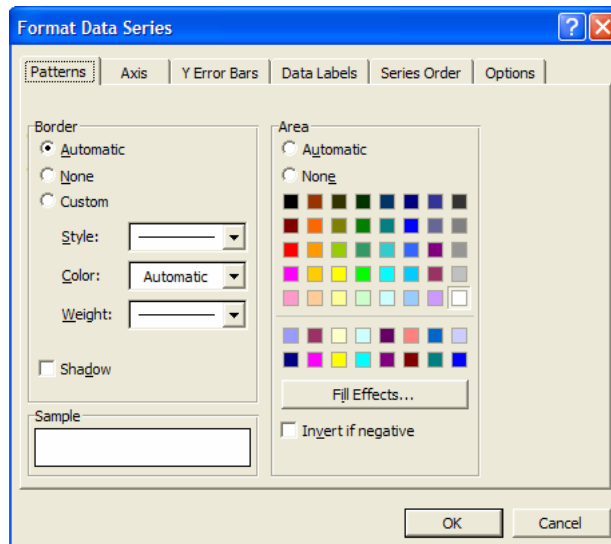 Format Data Series
Patterns Axis Y Error Bars Data Labels Series Order Options
Border
Automatic
None
Custom
Style:
Color: Automatic
Weight:
Shadow
Sample
Area
Automatic
None
Fill Effects...
Invert if negative
OK Cancel